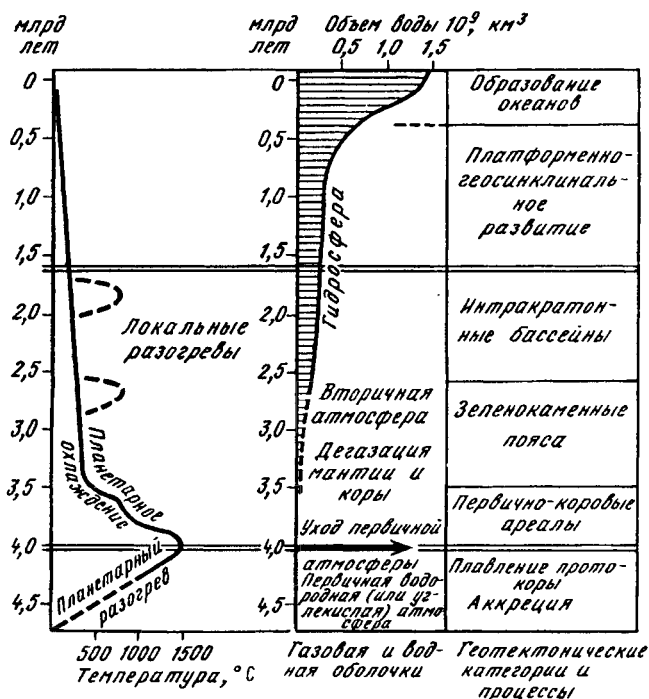 млрд
лет
0
0,5
1,0
1,5
2,0
2,5
3,0
3,5
4,0
4,5
Локальные
разогревы
Планетарное
охлаждение
Планетарный
разогрев
500 1000 1500
Температура, °С
млрд
лет
Объем воды 10⁹, км³
0,5 1,0 1,5
0
0,5
1,0
1,5
2,0
2,5
3,0
3,5
4,0
4,5
Гидросфера
Вторичная
атмосфера
Дегазация
мантии и
коры
Уход первичной
атмосферы
Первичная водо-
родная (или уг-
лекислая) атмо-
сфера
Газовая и вод-
ная оболочки
Образование
океанов
Платформенно-
геосинклиналь-
ное
развитие
Интракратон-
ные бассейны
Зеленокаменные
пояса
Первично-коровые
ареалы
Плавление прото-
коры
Аккреция
Геотектонические
категории и
процессы